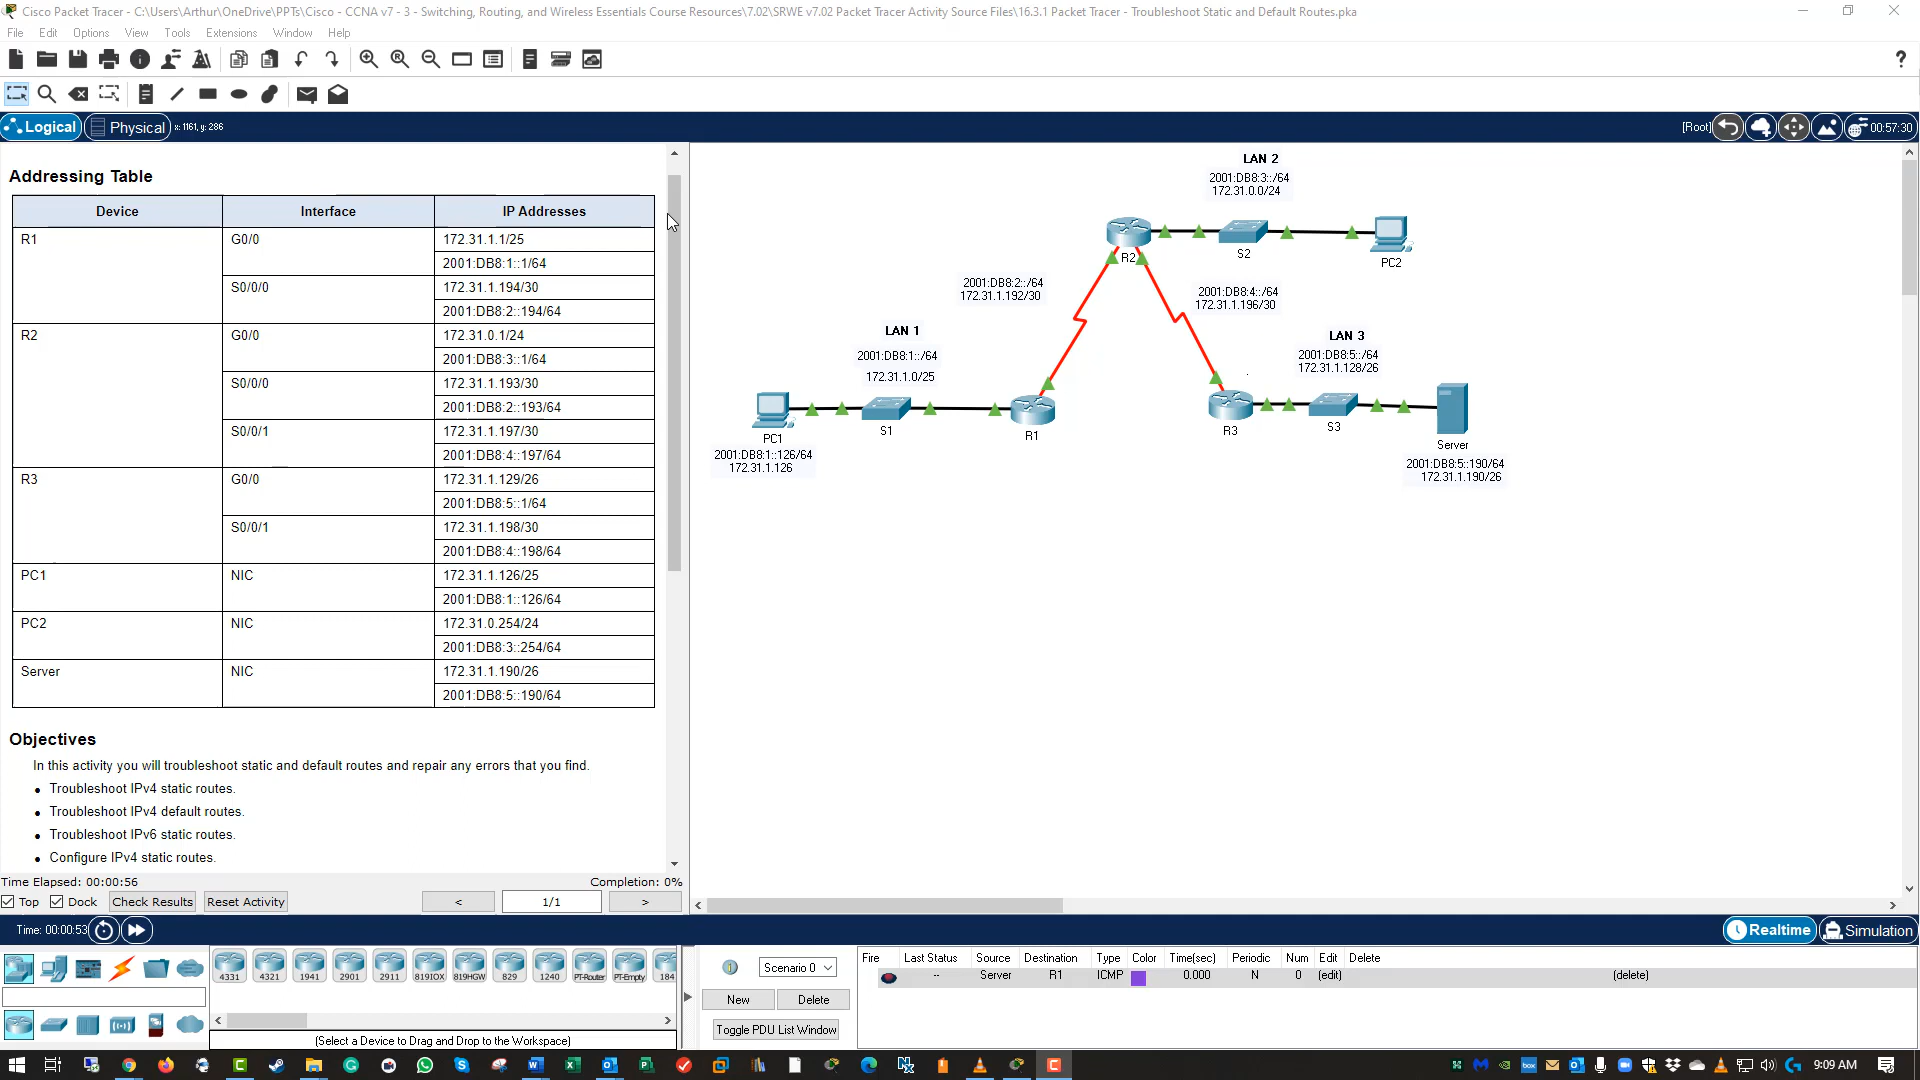 Cisco Packet Tracer - C:\Users\Arthur\OneDrive\PPTs\Cisco - CCNA v7 - 3 - Switching, Routing, and Wireless Essentials Course Resources\7.02\SRWE v7.02 Packet Tracer Activity Source Files\16.3.1 Packet Tracer - Troubleshoot Static and Default Routes.pka
File Edit Options View Tools Extensions Window Help
?
Logical Physical x: 1161, y: 286 [Root] 00:57:30
Addressing Table
Device Interface IP Addresses
R1 G0/0 172.31.1.1/25
2001:DB8:1::1/64
S0/0/0 172.31.1.194/30
2001:DB8:2::194/64
R2 G0/0 172.31.0.1/24
2001:DB8:3::1/64
S0/0/0 172.31.1.193/30
2001:DB8:2::193/64
S0/0/1 172.31.1.197/30
2001:DB8:4::197/64
R3 G0/0 172.31.1.129/26
2001:DB8:5::1/64
S0/0/1 172.31.1.198/30
2001:DB8:4::198/64
PC1 NIC 172.31.1.126/25
2001:DB8:1::126/64
PC2 NIC 172.31.0.254/24
2001:DB8:3::254/64
Server NIC 172.31.1.190/26
2001:DB8:5::190/64
Objectives
In this activity you will troubleshoot static and default routes and repair any errors that you find.
• Troubleshoot IPv4 static routes.
• Troubleshoot IPv4 default routes.
• Troubleshoot IPv6 static routes.
• Configure IPv4 static routes.
Time Elapsed: 00:00:56 Completion: 0%
Top Dock Check Results Reset Activity < 1/1 >
LAN 2
2001:DB8:3::/64
172.31.0.0/24
R2
S2
PC2
2001:DB8:2::/64
172.31.1.192/30
2001:DB8:4::/64
172.31.1.196/30
LAN 1
2001:DB8:1::/64
172.31.1.0/25
LAN 3
2001:DB8:5::/64
172.31.1.128/26
PC1
2001:DB8:1::126/64
172.31.1.126
S1
R1
R3
S3
Server
2001:DB8:5::190/64
172.31.1.190/26
Time: 00:00:53 Realtime Simulation
4331 4321 1941 2901 2911 819IOX 819HGW 829 1240 PT-Router PT-Empty 184
(Select a Device to Drag and Drop to the Workspace)
Scenario 0
New Delete
Toggle PDU List Window
Fire Last Status Source Destination Type Color Time(sec) Periodic Num Edit Delete
-- Server R1 ICMP 0.000 N 0 (edit) (delete)
9:09 AM